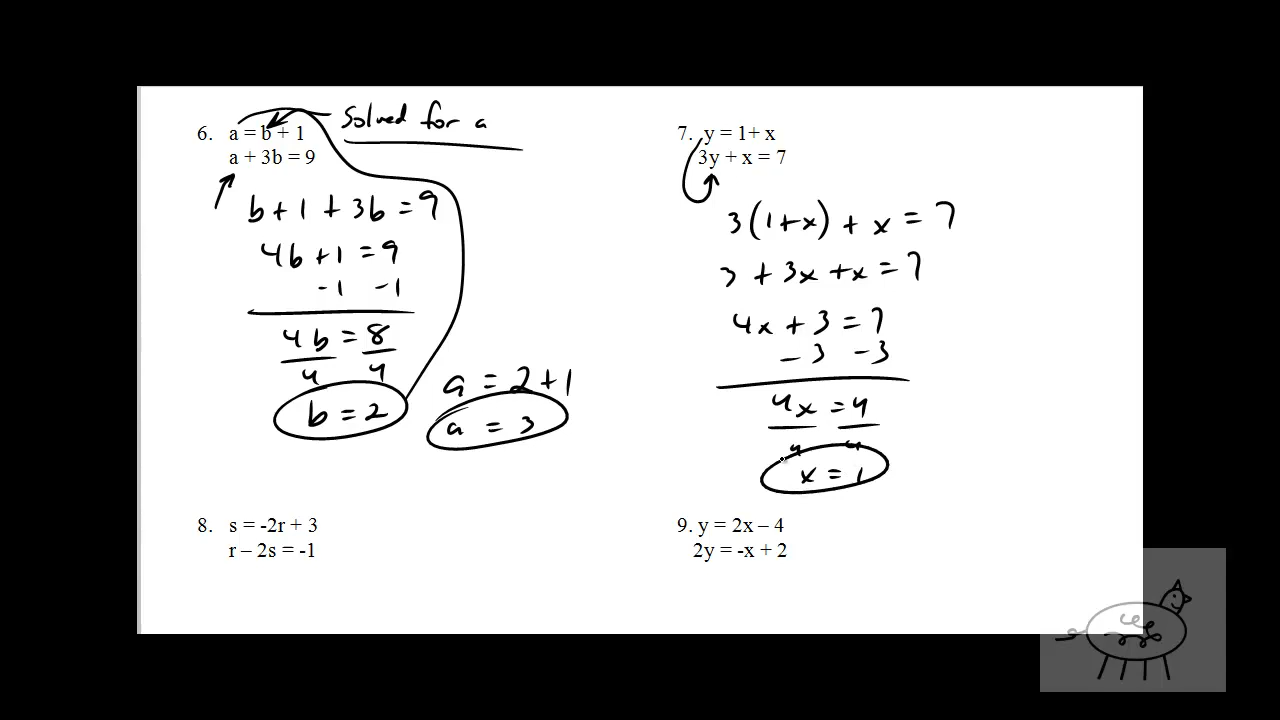 6. a = b + 1
a + 3b = 9
Solved for a
b + 1 + 3b = 9
4b + 1 = 9
-1 -1
4b = 8
4 4
b = 2
a = 2 + 1
a = 3
7. y = 1+ x
3y + x = 7
3(1+x) + x = 7
3 + 3x + x = 7
4x + 3 = 7
- 3 - 3
4x = 4
4 4
x = 1
8. s = -2r + 3
r – 2s = -1
9. y = 2x – 4
2y = -x + 2